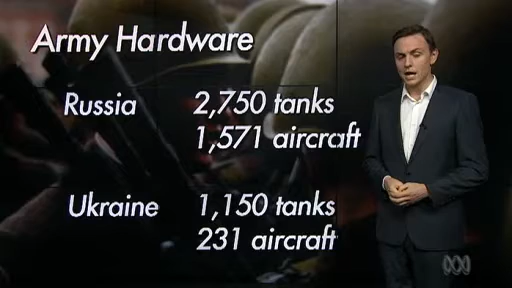 Army Hardware
Russia 2,750 tanks
1,571 aircraft
Ukraine 1,150 tanks
231 aircraft